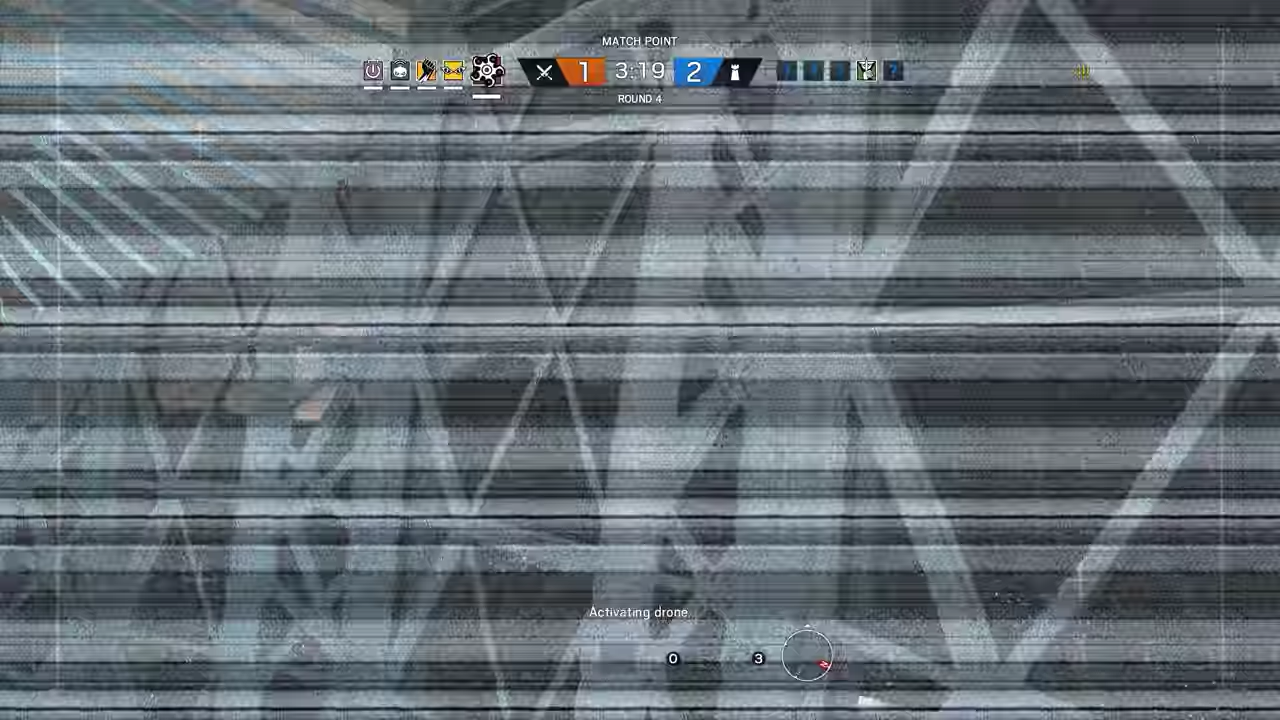 MATCH POINT
1 3:19 2 ?
ROUND 4
Activating drone
0 3